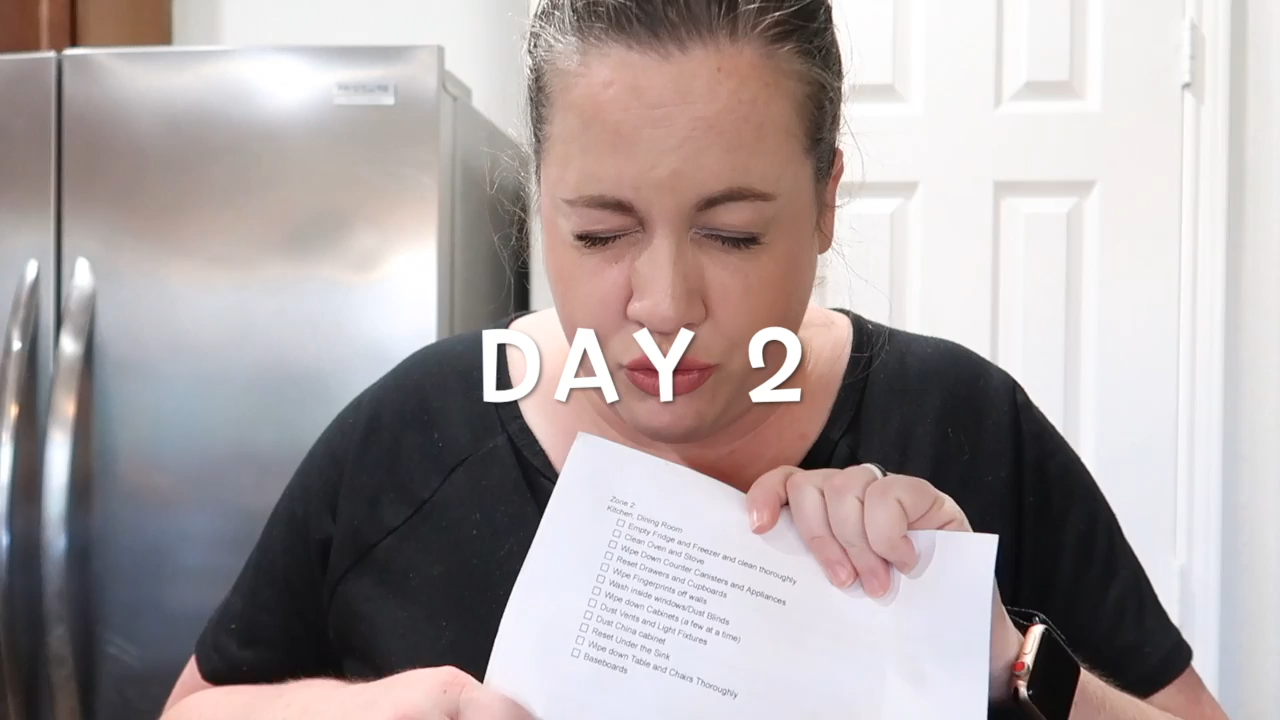 DAY 2
Zone 2
Kitchen, Dining Room
Empty Fridge and Freezer and clean thoroughly
Clean Oven and Stove
Wipe Down Counter Canisters and Appliances
Reset Drawers and Cupboards
Wipe Fingerprints off walls
Wash inside windows/Dust Blinds
Wipe down Cabinets (a few at a time)
Dust Vents and Light Fixtures
Dust China cabinet
Reset Under the Sink
Wipe down Table and Chairs Thoroughly
Baseboards